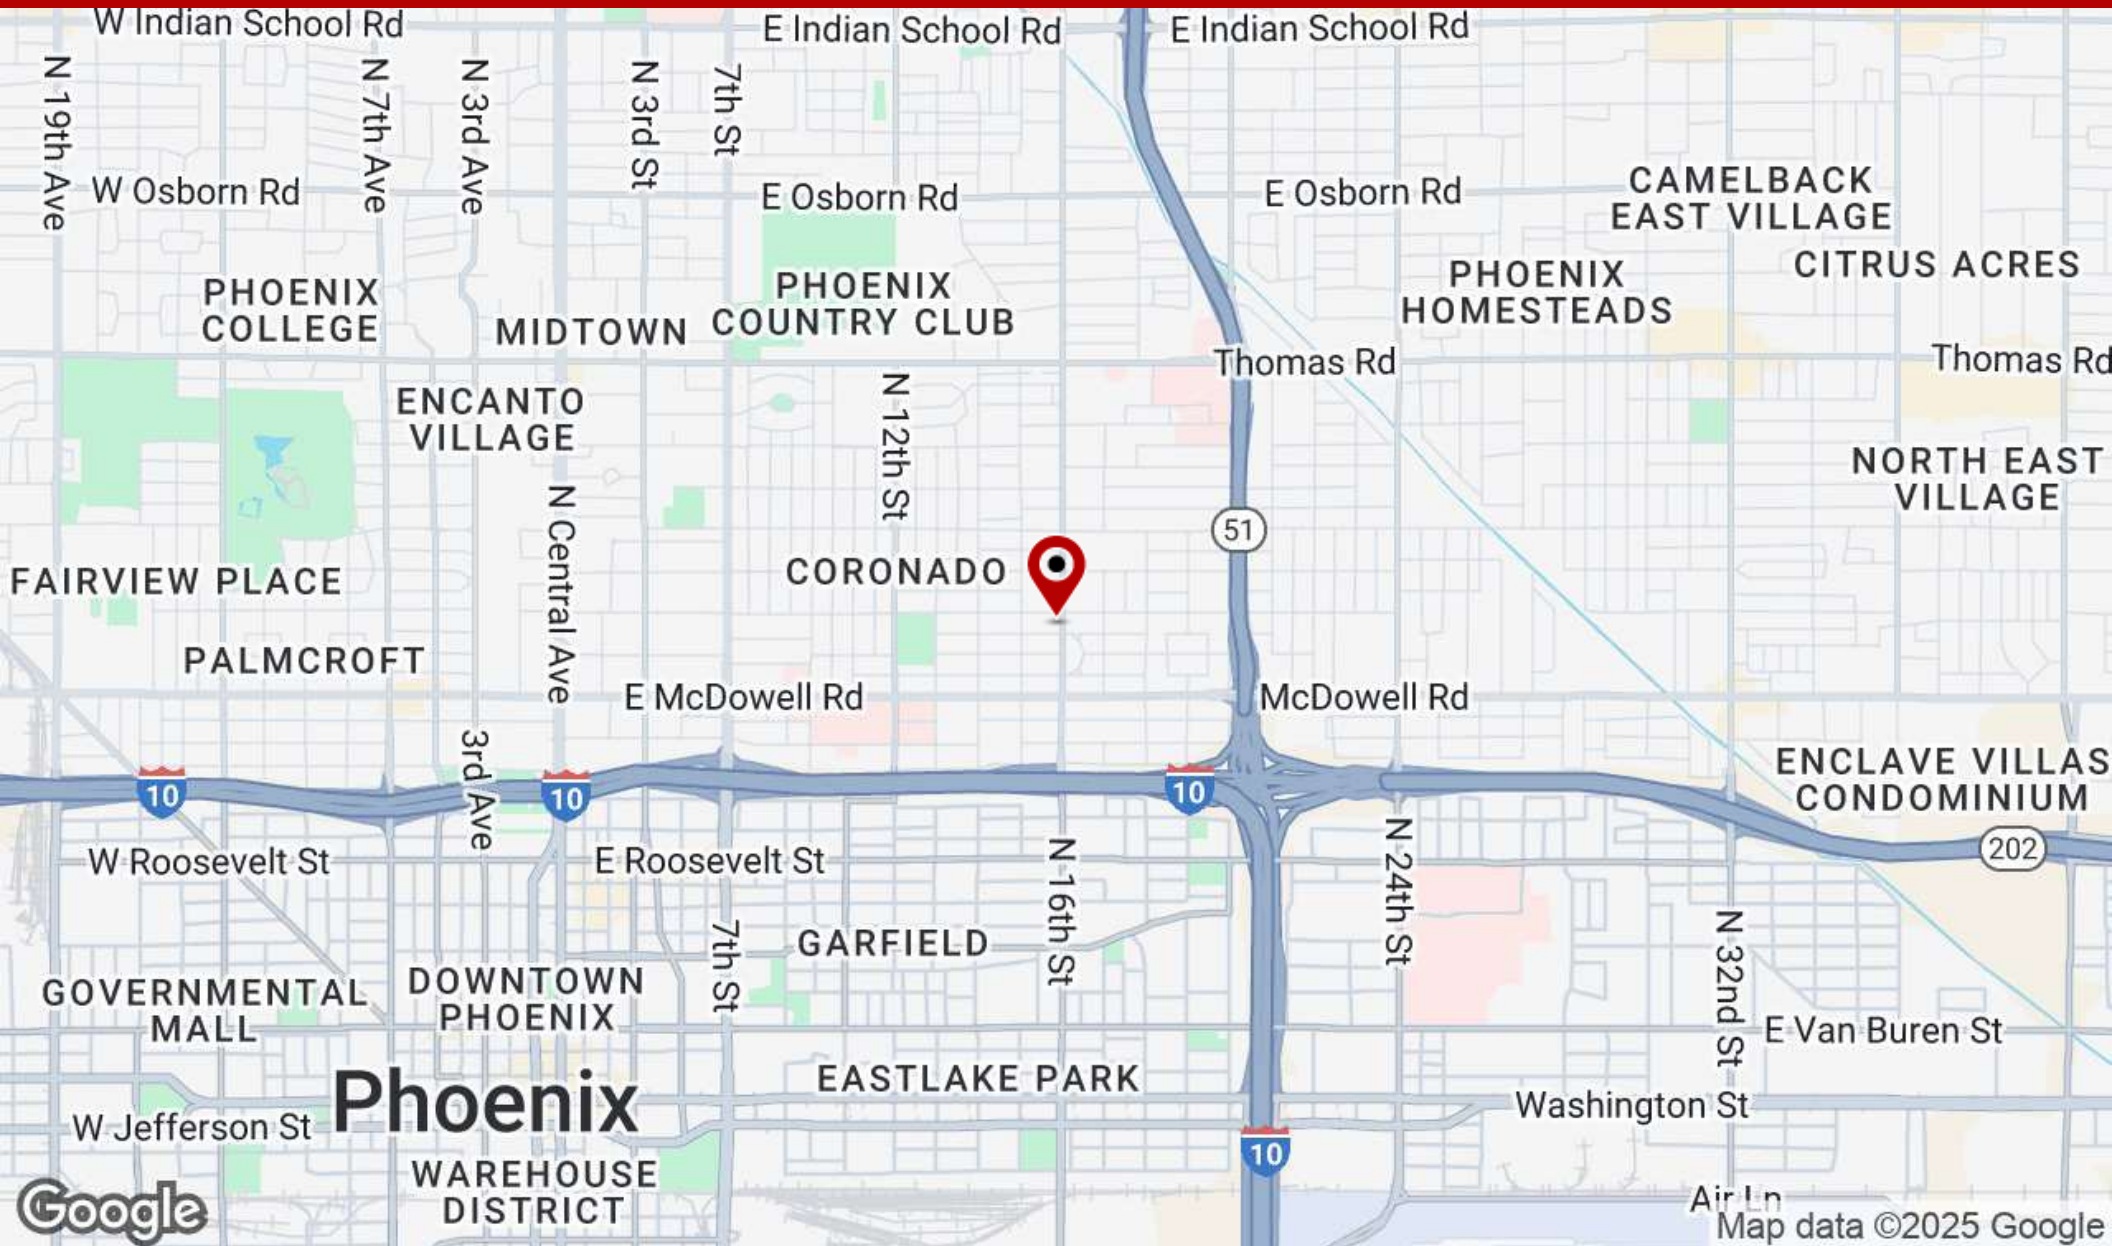 W Indian School Rd
E Indian School Rd
E Indian School Rd
N 19th Ave
N 7th Ave
N 3rd Ave
N 3rd St
7th St
W Osborn Rd
E Osborn Rd
E Osborn Rd
CAMELBACK
EAST VILLAGE
CITRUS ACRES
PHOENIX
COLLEGE
MIDTOWN
PHOENIX
COUNTRY CLUB
PHOENIX
HOMESTEADS
Thomas Rd
Thomas Rd
ENCANTO
VILLAGE
N 12th St
NORTH EAST
VILLAGE
N Central Ave
51
FAIRVIEW PLACE
CORONADO
PALMCROFT
E McDowell Rd
McDowell Rd
3rd Ave
10
10
10
ENCLAVE VILLAS
CONDOMINIUM
202
W Roosevelt St
E Roosevelt St
N 16th St
N 24th St
7th St
GARFIELD
N 32nd St
GOVERNMENTAL
MALL
DOWNTOWN
PHOENIX
E Van Buren St
Phoenix
EASTLAKE PARK
Washington St
W Jefferson St
10
WAREHOUSE
DISTRICT
Air Ln
Google
Map data ©2025 Google